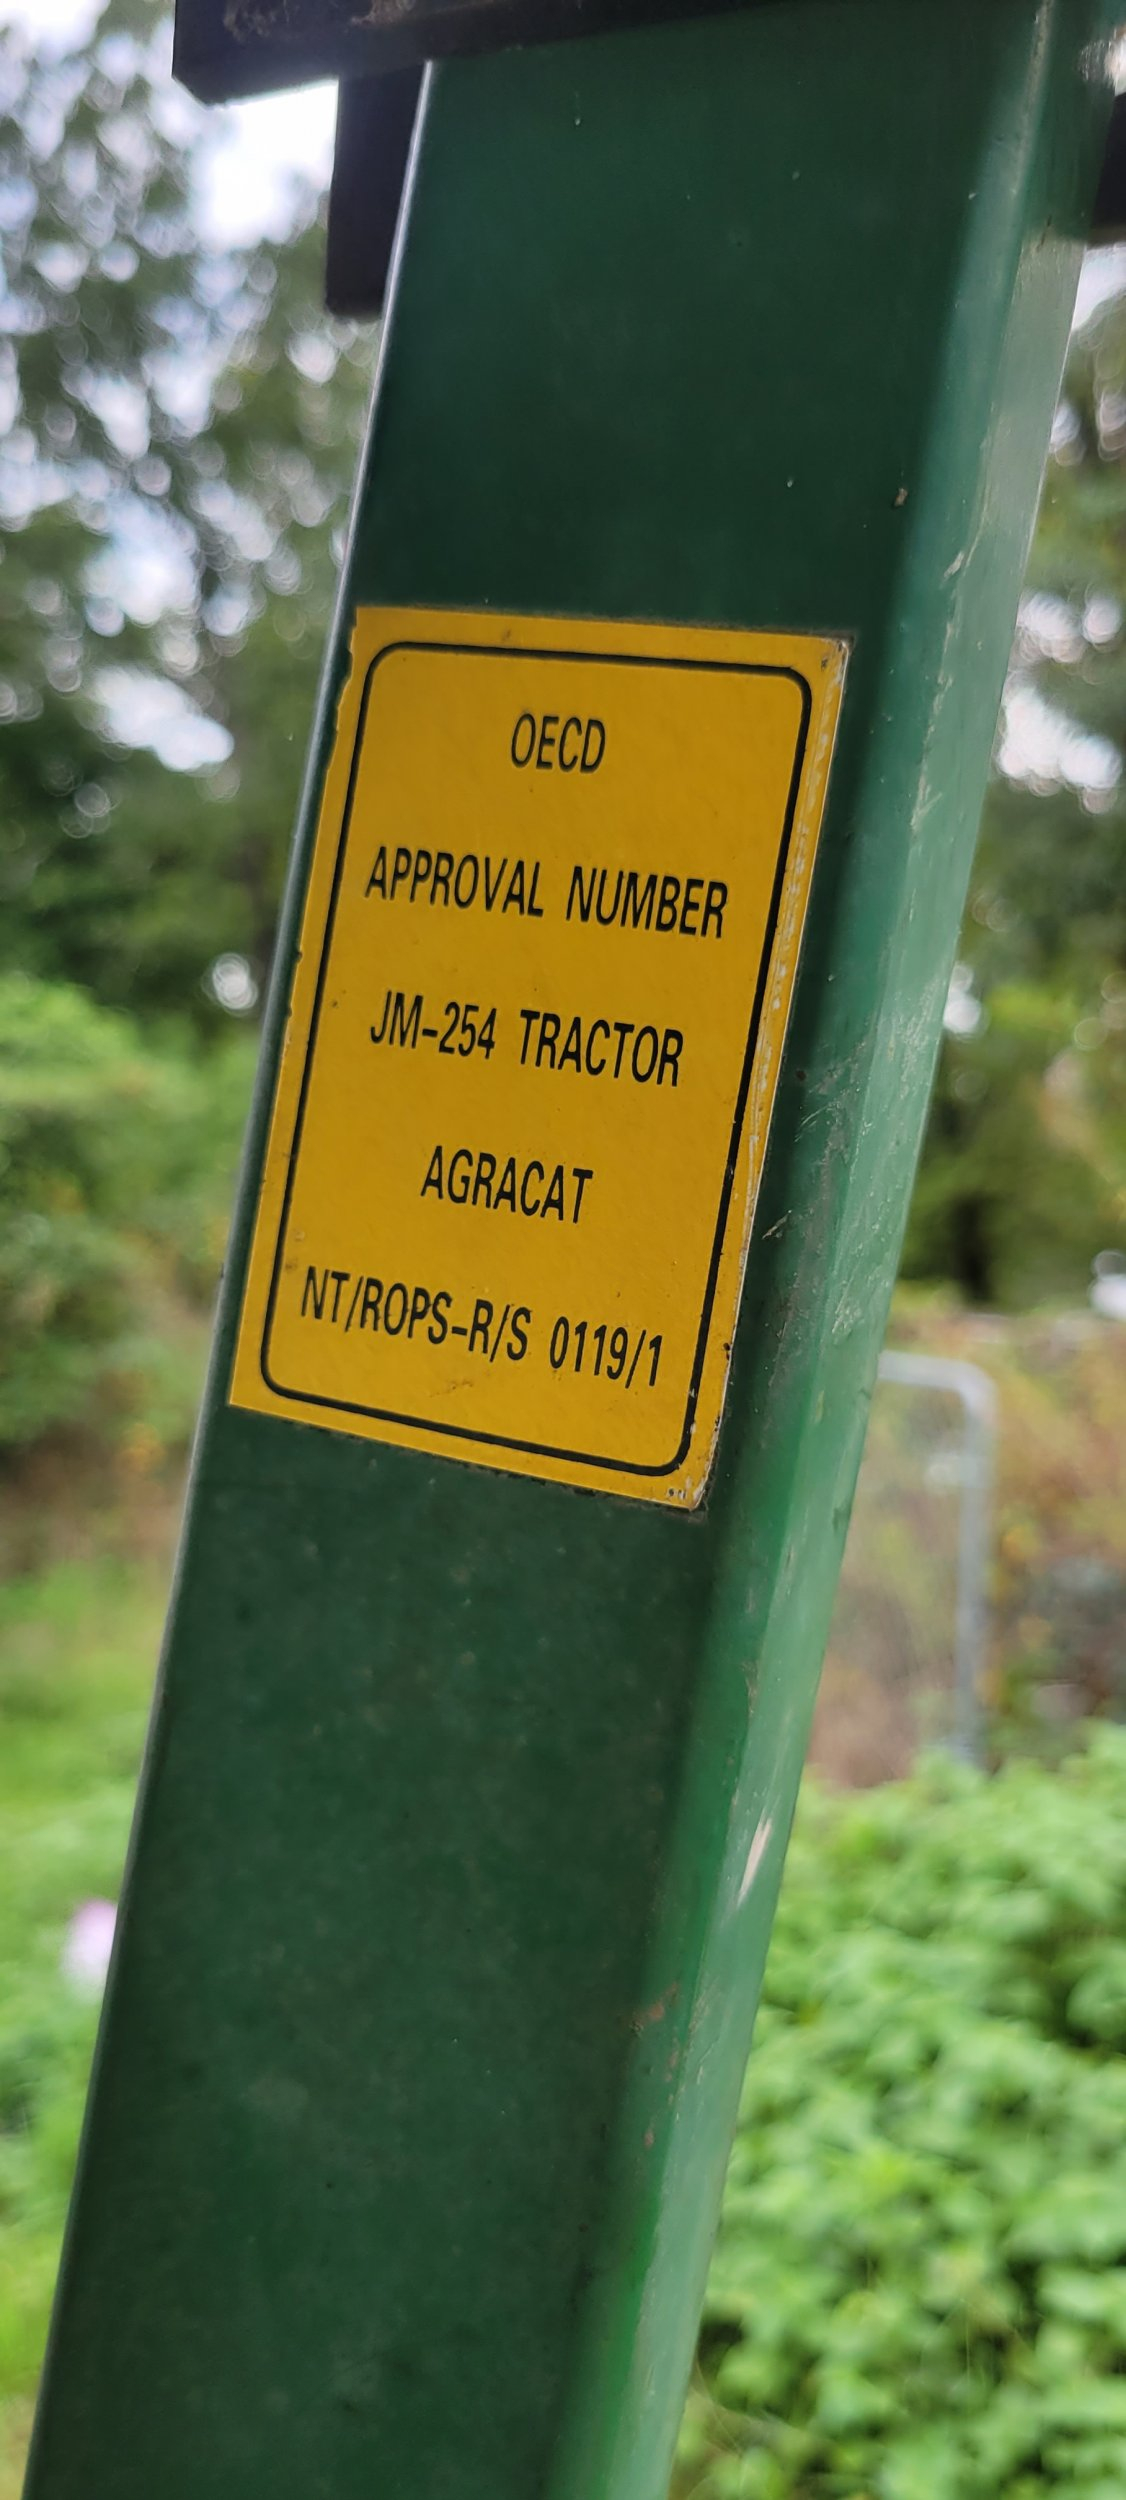 OECD
APPROVAL NUMBER
JM-254 TRACTOR
AGRACAT
NT/ROPS-R/S 0119/1